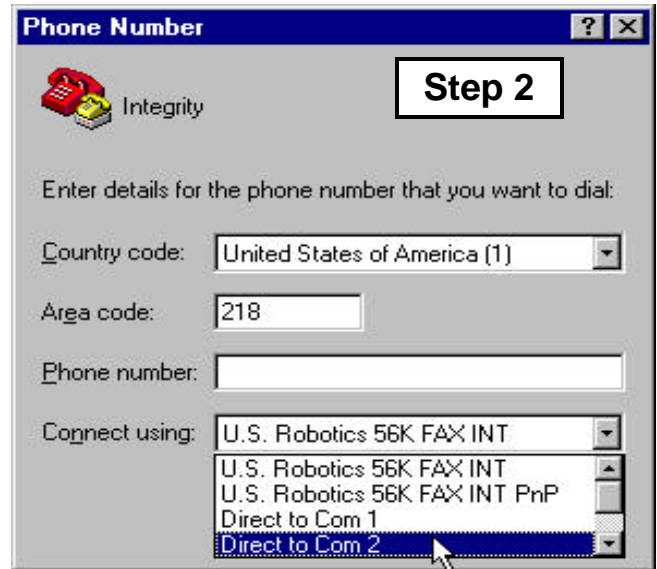 Phone Number
Step 2
Integrity
Enter details for the phone number that you want to dial:
Country code: United States of America (1)
Area code: 218
Phone number:
Connect using: U.S. Robotics 56K FAX INT
U.S. Robotics 56K FAX INT
U.S. Robotics 56K FAX INT PnP
Direct to Com 1
Direct to Com 2